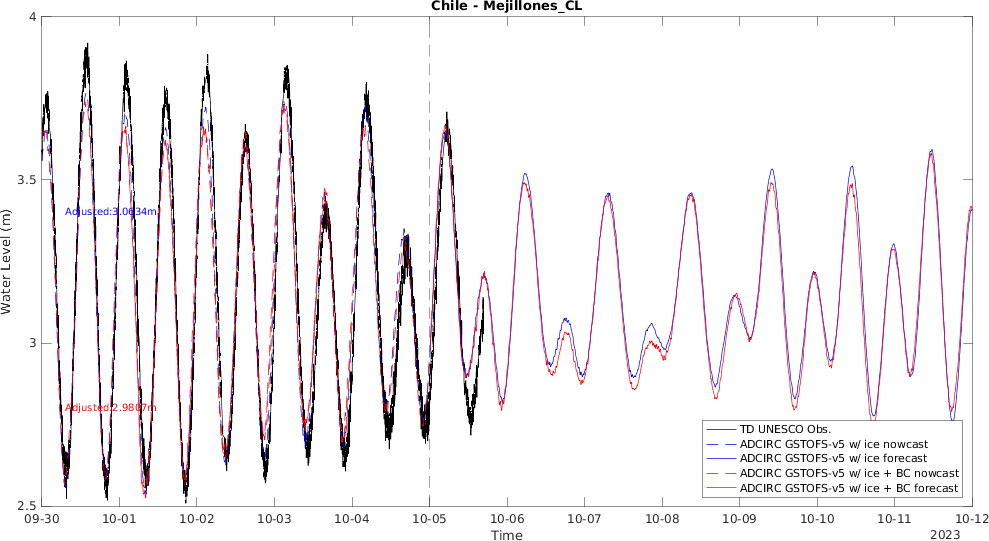 Chile - Mejillones_CL
4
3.5
3
2.5
Water Level (m)
Adjusted:3.0634m
Adjusted:2.9807m
TD UNESCO Obs.
ADCIRC GSTOFS-v5 w/ ice nowcast
ADCIRC GSTOFS-v5 w/ ice forecast
ADCIRC GSTOFS-v5 w/ ice + BC nowcast
ADCIRC GSTOFS-v5 w/ ice + BC forecast
09-30 10-01 10-02 10-03 10-04 10-05 10-06 10-07 10-08 10-09 10-10 10-11 10-12
Time
2023